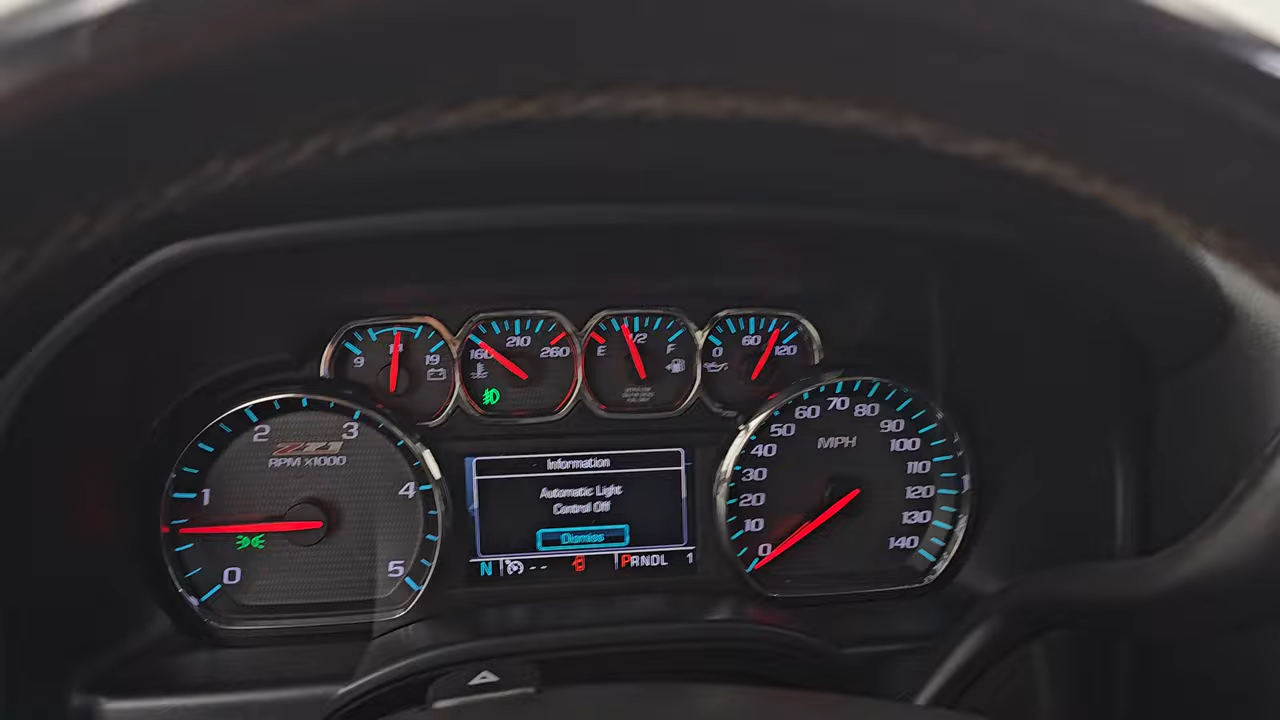 9 14 19
160 210 260
E 1/2 F
0 60 120
0 1 2 3 4 5
Z71
RPM X1000
Information
Automatic Light
Control Off
Dismiss
N -- PRNDL 1
0 10 20 30 40 50 60 70 80 90 100 110 120 130 140
MPH